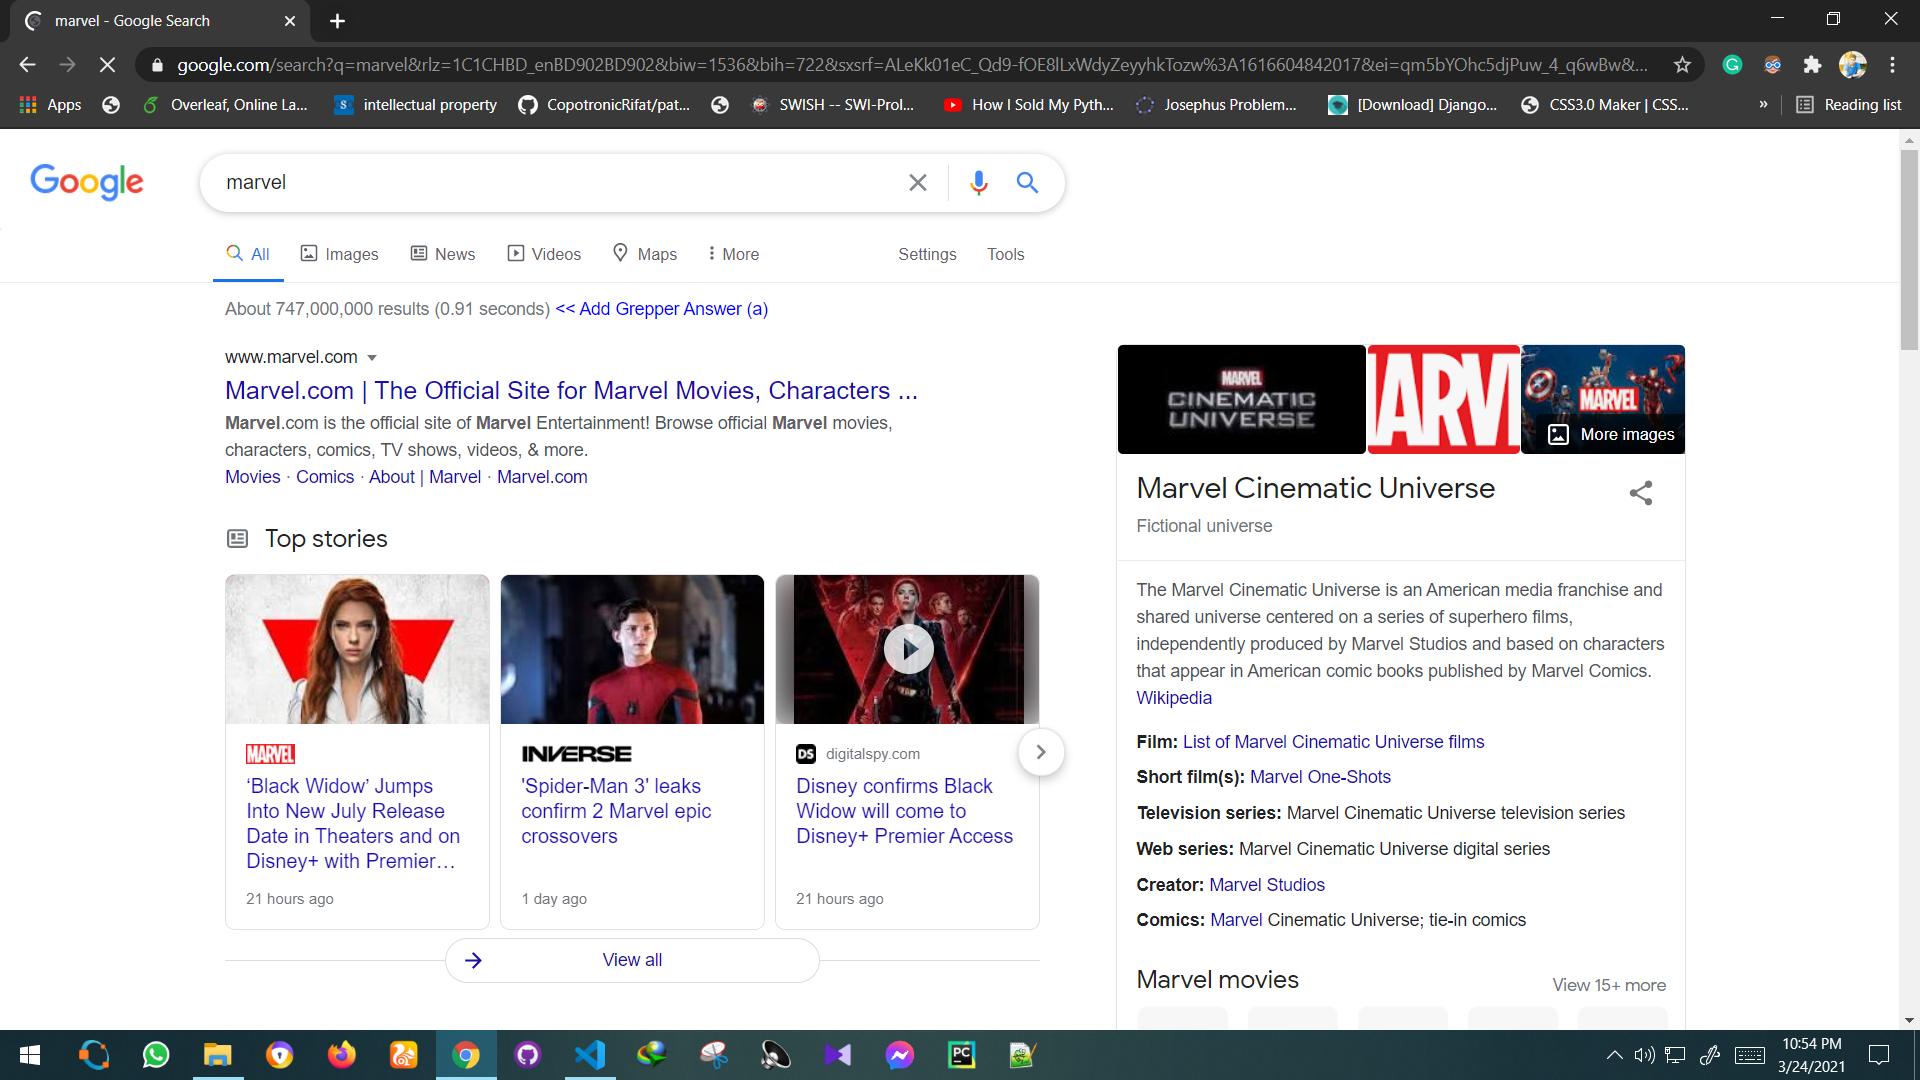 marvel - Google Search
google.com/search?q=marvel&rlz=1C1CHBD_enBD902BD902&biw=1536&bih=722&sxsrf=ALeKk01eC_Qd9-fOE8lLxWdyZeyyhkTozw%3A1616604842017&ei=qm5bYOhc5djPuw_4_q6wBw&...
Apps
Overleaf, Online La...
intellectual property
CopotronicRifat/pat...
SWISH -- SWI-Prol...
How I Sold My Pyth...
Josephus Problem...
[Download] Django...
CSS3.0 Maker | CSS...
»
Reading list
Google
marvel
All
Images
News
Videos
Maps
More
Settings
Tools
About 747,000,000 results (0.91 seconds) << Add Grepper Answer (a)
www.marvel.com
Marvel.com | The Official Site for Marvel Movies, Characters ...
Marvel.com is the official site of Marvel Entertainment! Browse official Marvel movies,
characters, comics, TV shows, videos, & more.
Movies · Comics · About | Marvel · Marvel.com
Top stories
MARVEL
‘Black Widow’ Jumps
Into New July Release
Date in Theaters and on
Disney+ with Premier...
21 hours ago
INVERSE
'Spider-Man 3' leaks
confirm 2 Marvel epic
crossovers
1 day ago
DS
digitalspy.com
Disney confirms Black
Widow will come to
Disney+ Premier Access
21 hours ago
View all
MARVEL
CINEMATIC
UNIVERSE
ARV
MARVEL
More images
Marvel Cinematic Universe
Fictional universe
The Marvel Cinematic Universe is an American media franchise and
shared universe centered on a series of superhero films,
independently produced by Marvel Studios and based on characters
that appear in American comic books published by Marvel Comics.
Wikipedia
Film: List of Marvel Cinematic Universe films
Short film(s): Marvel One-Shots
Television series: Marvel Cinematic Universe television series
Web series: Marvel Cinematic Universe digital series
Creator: Marvel Studios
Comics: Marvel Cinematic Universe; tie-in comics
Marvel movies
View 15+ more
PC
10:54 PM
3/24/2021